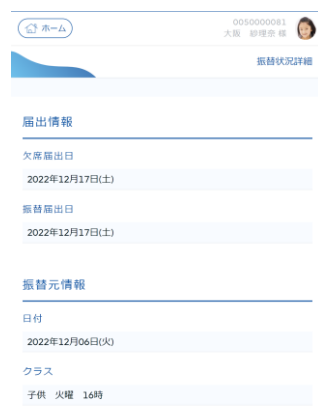 ホーム
0050000081
大阪 紗理奈 様
振替状況詳細
届出情報
欠席届出日
2022年12月17日(土)
振替届出日
2022年12月17日(土)
振替元情報
日付
2022年12月06日(火)
クラス
子供 火曜 16時